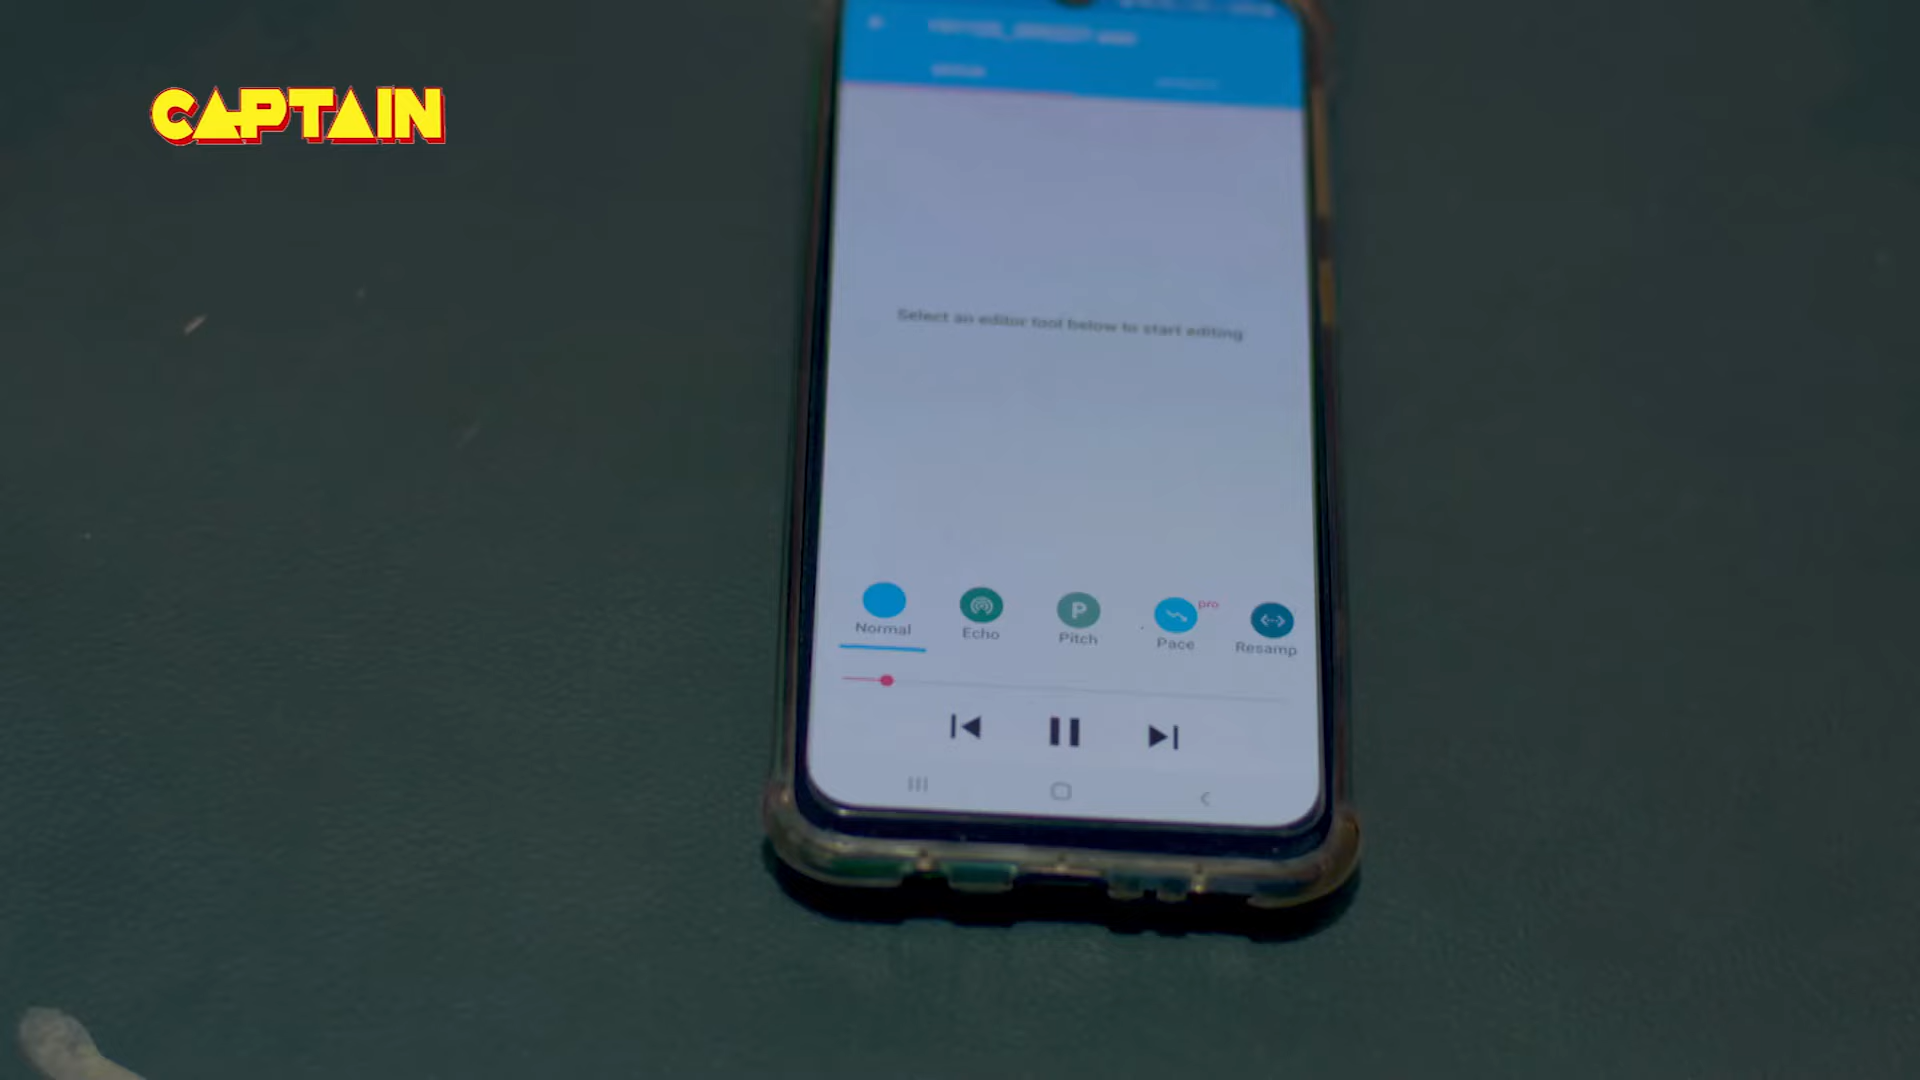 CAPTAIN
Select an editor tool below to start editing
Normal
Echo
P
Pitch
pro
Pace
Resamp